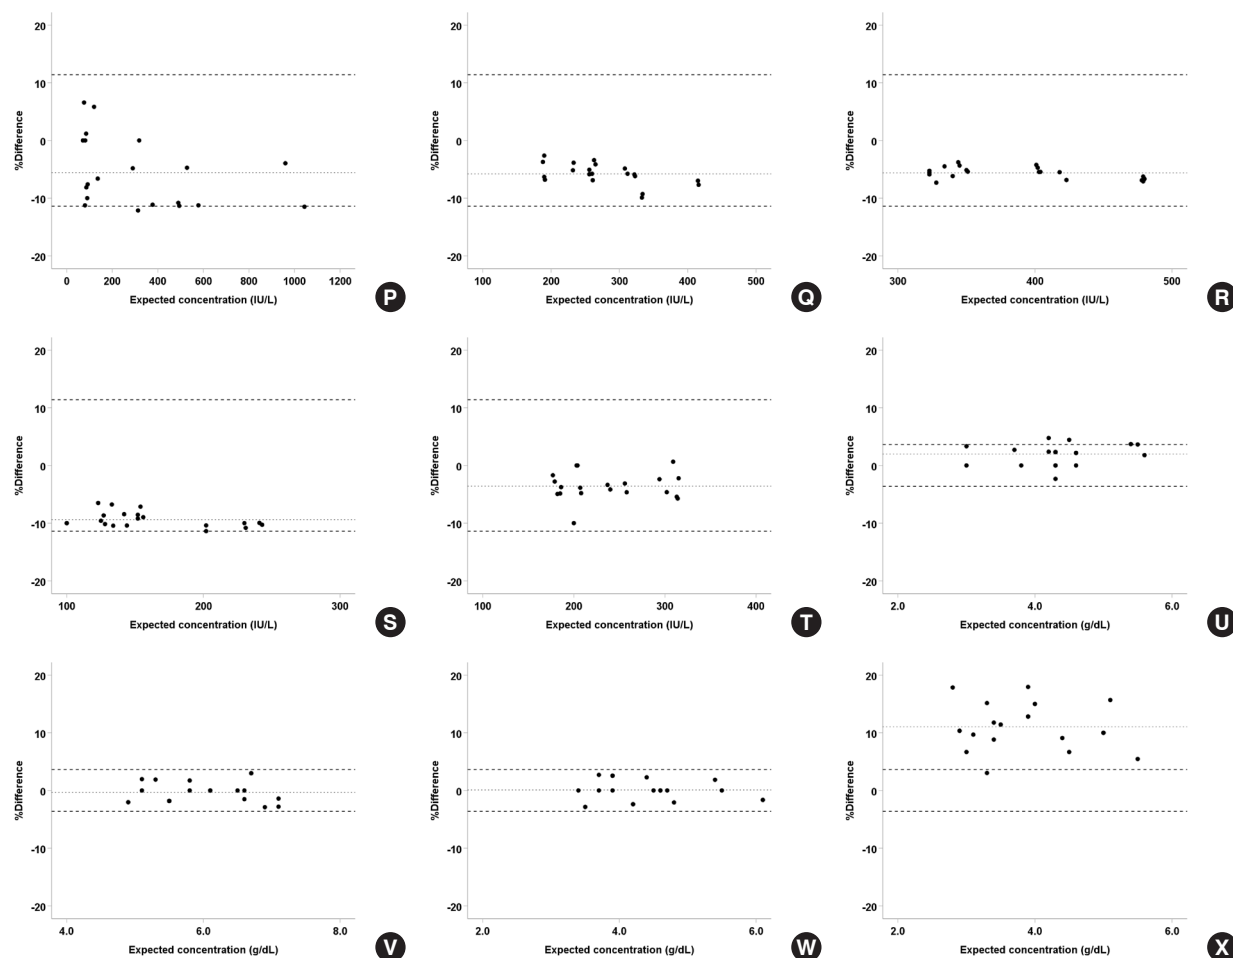 20
10
0
-10
-20
%Difference
0 200 400 600 800 1000 1200
Expected concentration (IU/L)
P
20
10
0
-10
-20
%Difference
100 200 300 400 500
Expected concentration (IU/L)
Q
20
10
0
-10
-20
%Difference
300 400 500
Expected concentration (IU/L)
R
20
10
0
-10
-20
%Difference
100 200 300
Expected concentration (IU/L)
S
20
10
0
-10
-20
%Difference
100 200 300 400
Expected concentration (IU/L)
T
20
10
0
-10
-20
%Difference
2.0 4.0 6.0
Expected concentration (g/dL)
U
20
10
0
-10
-20
%Difference
4.0 6.0 8.0
Expected concentration (g/dL)
V
20
10
0
-10
-20
%Difference
2.0 4.0 6.0
Expected concentration (g/dL)
W
20
10
0
-10
-20
%Difference
2.0 4.0 6.0
Expected concentration (g/dL)
X